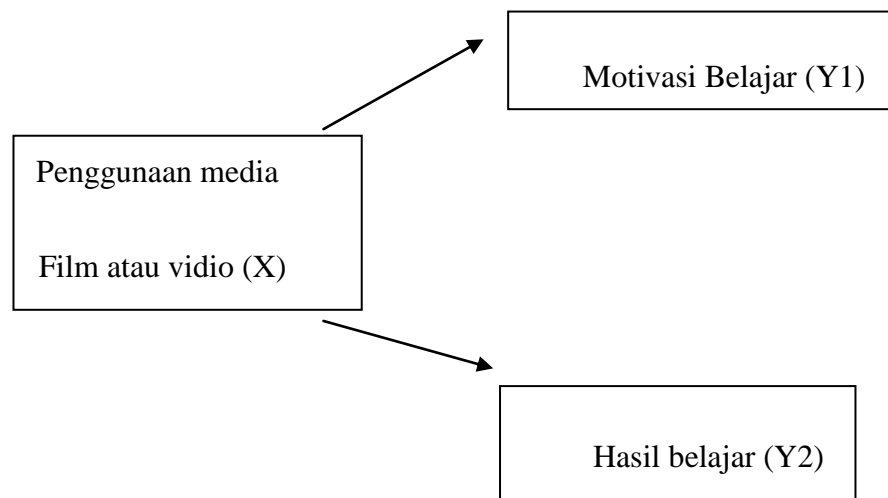 Motivasi Belajar (Y1)
Penggunaan media
Film atau vidio (X)
Hasil belajar (Y2)